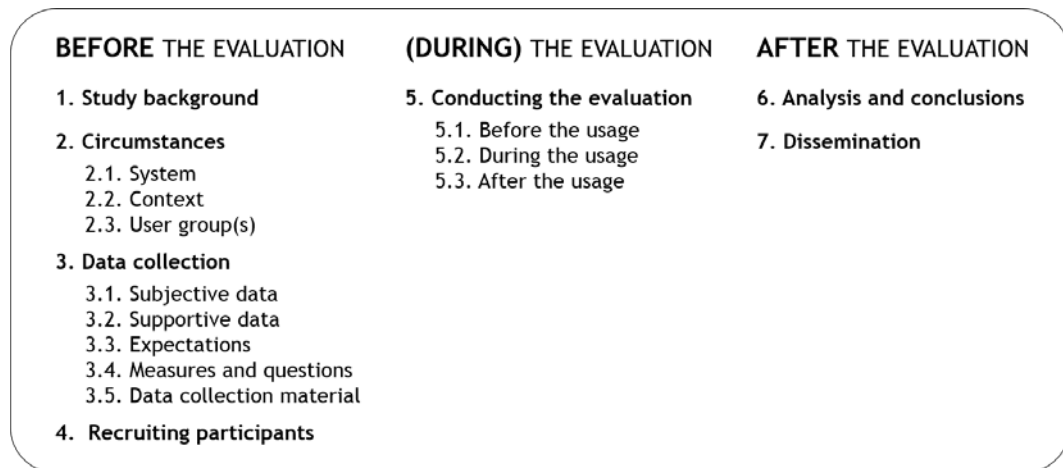 BEFORE THE EVALUATION
1. Study background
2. Circumstances
2.1. System
2.2. Context
2.3. User group(s)
3. Data collection
3.1. Subjective data
3.2. Supportive data
3.3. Expectations
3.4. Measures and questions
3.5. Data collection material
4. Recruiting participants
(DURING) THE EVALUATION
5. Conducting the evaluation
5.1. Before the usage
5.2. During the usage
5.3. After the usage
AFTER THE EVALUATION
6. Analysis and conclusions
7. Dissemination